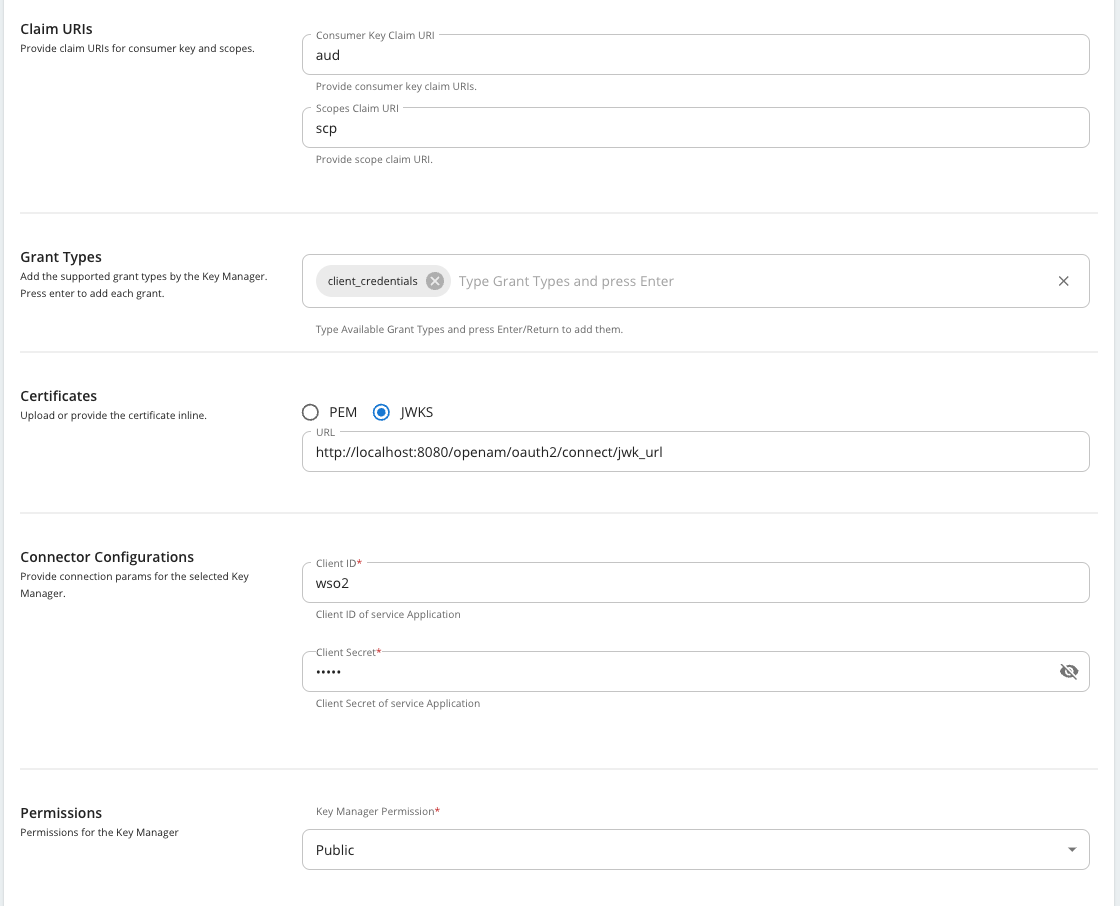 Claim URIs
Provide claim URIs for consumer key and scopes.
Consumer Key Claim URI
aud
Provide consumer key claim URIs.
Scopes Claim URI
scp
Provide scope claim URI.
Grant Types
Add the supported grant types by the Key Manager.
Press enter to add each grant.
client_credentials Type Grant Types and press Enter
Type Available Grant Types and press Enter/Return to add them.
Certificates
Upload or provide the certificate inline.
PEM JWKS
URL
http://localhost:8080/openam/oauth2/connect/jwk_url
Connector Configurations
Provide connection params for the selected Key
Manager.
Client ID*
wso2
Client ID of service Application
Client Secret*
•••••
Client Secret of service Application
Permissions
Permissions for the Key Manager
Key Manager Permission*
Public